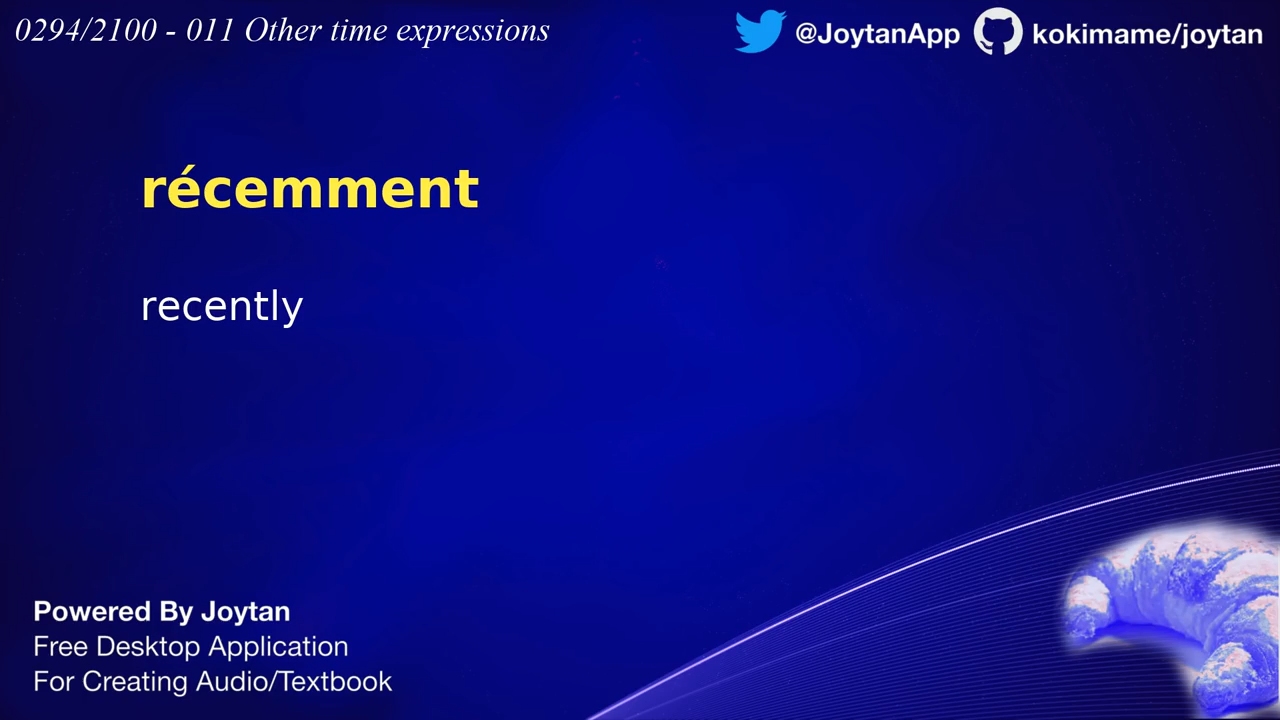 0294/2100 - 011 Other time expressions
@JoytanApp
kokimame/joytan
récemment
recently
Powered By Joytan
Free Desktop Application
For Creating Audio/Textbook